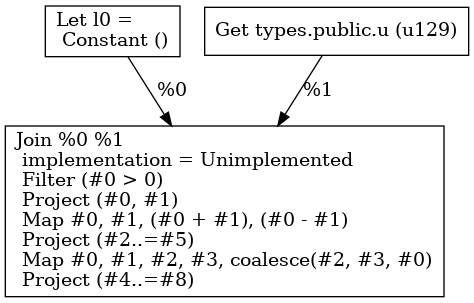 Let l0 =
Constant ()
Get types.public.u (u129)
%0
%1
Join %0 %1
implementation = Unimplemented
Filter (#0 > 0)
Project (#0, #1)
Map #0, #1, (#0 + #1), (#0 - #1)
Project (#2..=#5)
Map #0, #1, #2, #3, coalesce(#2, #3, #0)
Project (#4..=#8)